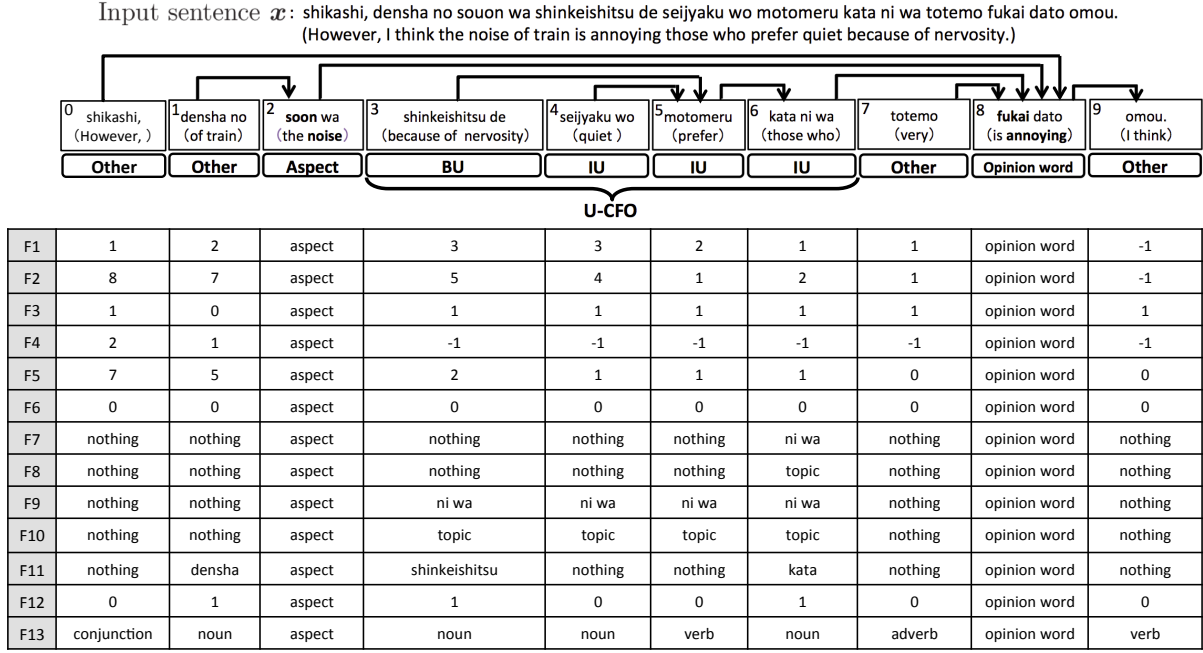 Input sentence x: shikashi, densha no souon wa shinkeishitsu de seijyaku wo motomeru kata ni wa totemo fukai dato omou.
(However, I think the noise of train is annoying those who prefer quiet because of nervosity.)
0 shikashi, 1 densha no 2 soon wa 3 shinkeishitsu de 4 seijyaku wo 5 motomeru 6 kata ni wa 7 totemo 8 fukai dato 9 omou.
(However, ) (of train) (the noise) (because of nervosity) (quiet ) (prefer) (those who) (very) (is annoying) (I think)
Other Other Aspect BU IU IU IU Other Opinion word Other
U-CFO
F1 1 2 aspect 3 3 2 1 1 opinion word -1
F2 8 7 aspect 5 4 1 2 1 opinion word -1
F3 1 0 aspect 1 1 1 1 1 opinion word 1
F4 2 1 aspect -1 -1 -1 -1 -1 opinion word -1
F5 7 5 aspect 2 1 1 1 0 opinion word 0
F6 0 0 aspect 0 0 0 0 0 opinion word 0
F7 nothing nothing aspect nothing nothing nothing ni wa nothing opinion word nothing
F8 nothing nothing aspect nothing nothing nothing topic nothing opinion word nothing
F9 nothing nothing aspect ni wa ni wa ni wa ni wa nothing opinion word nothing
F10 nothing nothing aspect topic topic topic topic nothing opinion word nothing
F11 nothing densha aspect shinkeishitsu nothing nothing kata nothing opinion word nothing
F12 0 1 aspect 1 0 0 1 0 opinion word 0
F13 conjunction noun aspect noun noun verb noun adverb opinion word verb